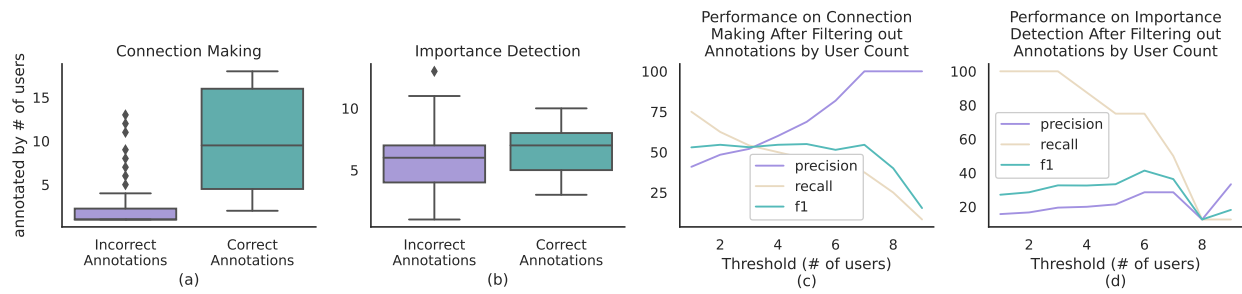 Connection Making
annotated by # of users
15
10
5
Incorrect
Annotations
Correct
Annotations
(a)
Importance Detection
10
5
Incorrect
Annotations
Correct
Annotations
(b)
Performance on Connection
Making After Filtering out
Annotations by User Count
100
75
50
25
precision
recall
f1
2 4 6 8
Threshold (# of users)
(c)
Performance on Importance
Detection After Filtering out
Annotations by User Count
100
80
60
40
20
precision
recall
f1
2 4 6 8
Threshold (# of users)
(d)